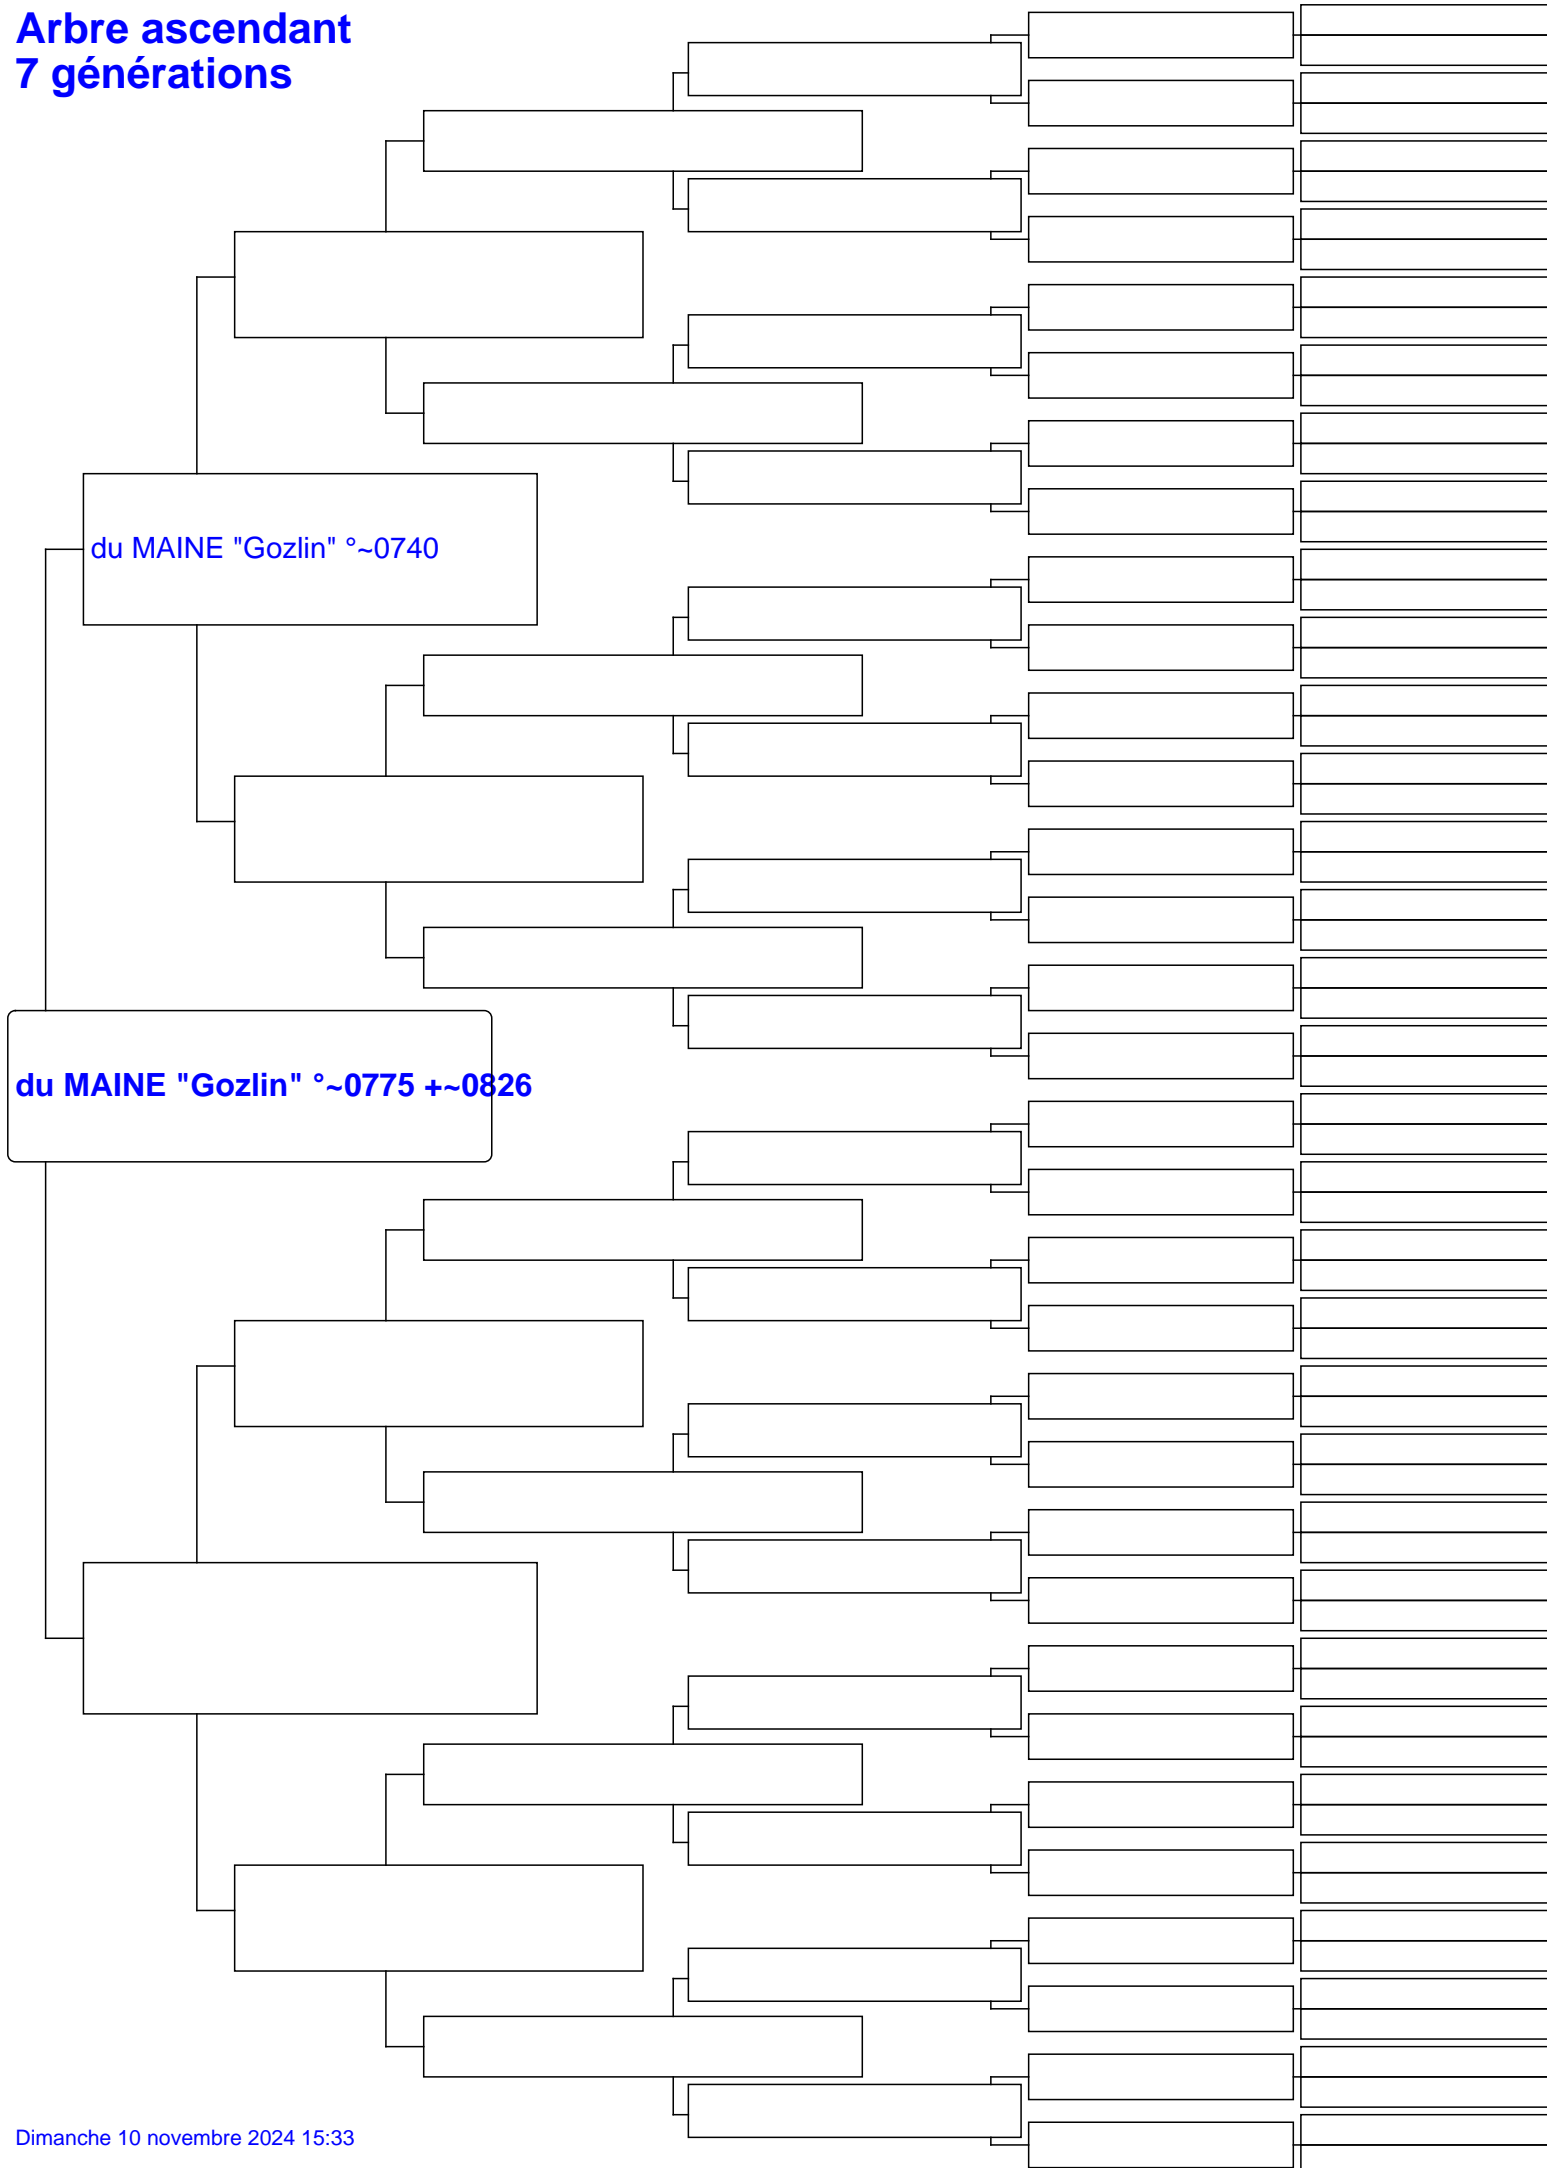 Arbre ascendant
7 générations
du MAINE "Gozlin" °~0740
du MAINE "Gozlin" °~0775 +~0826
Dimanche 10 novembre 2024 15:33